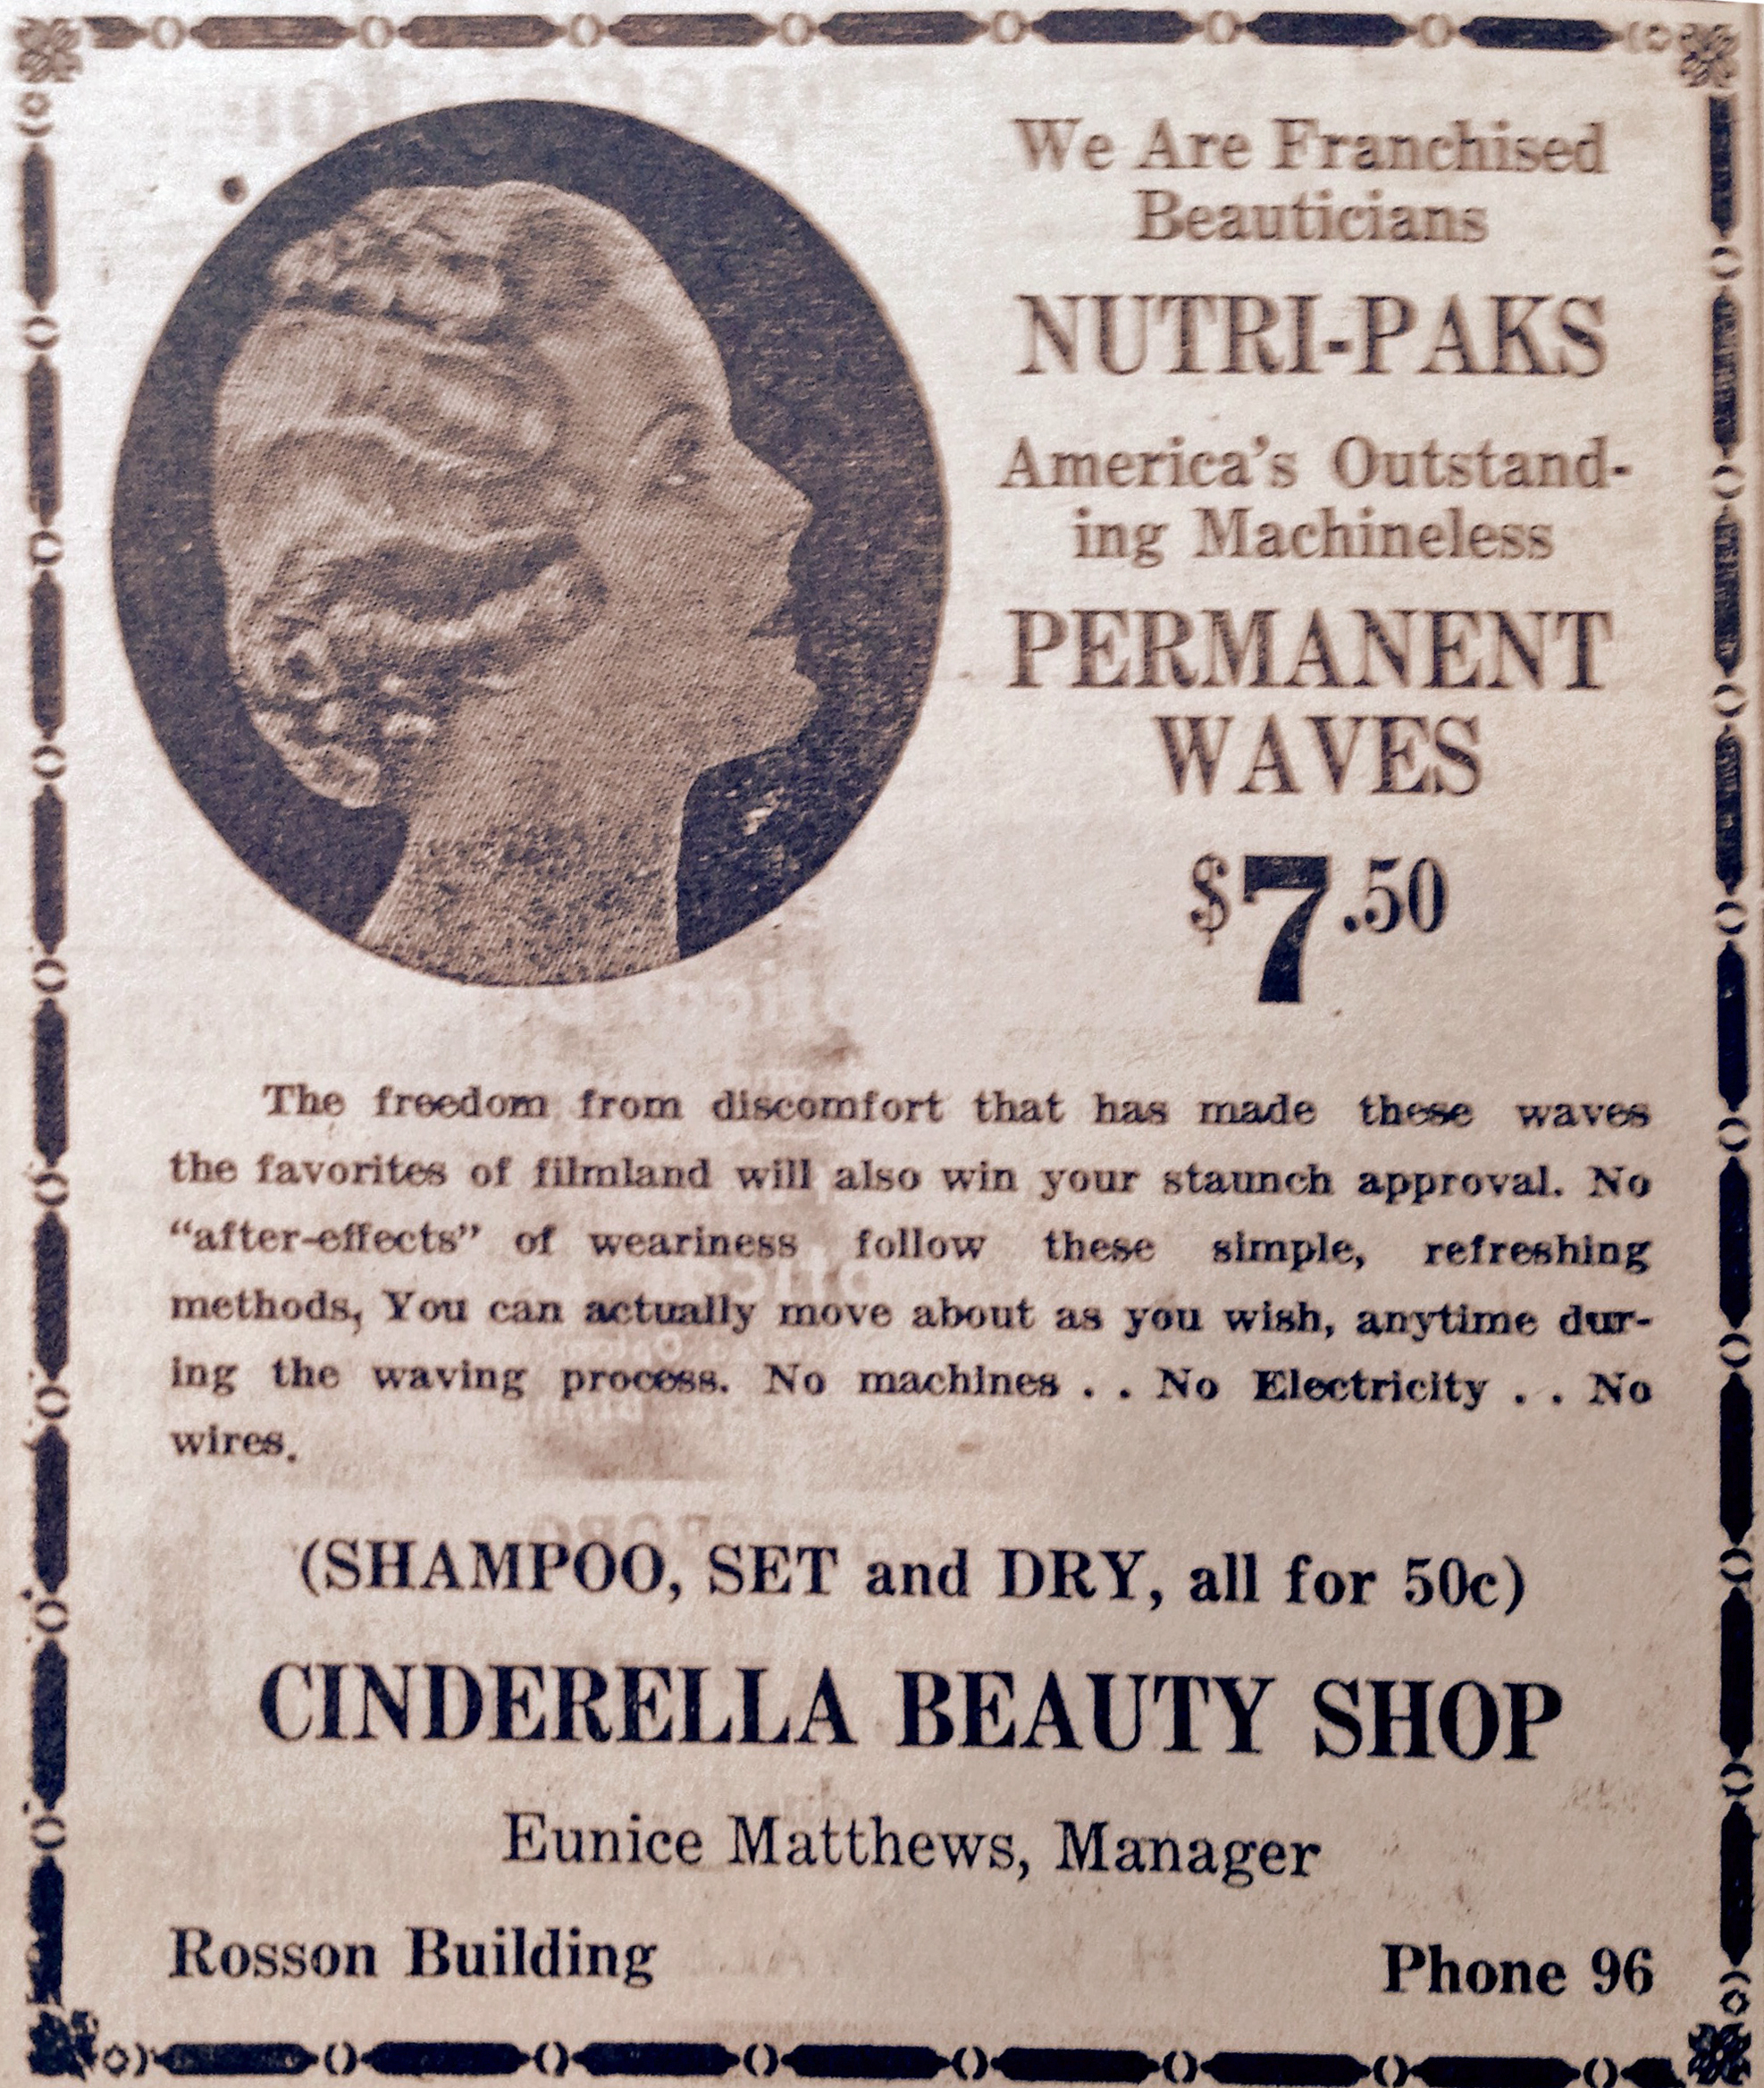 We Are Franchised
Beauticians
NUTRI-PAKS
America's Outstand-
ing Machineless
PERMANENT
WAVES
$7.50
The freedom from discomfort that has made these waves
the favorites of filmland will also win your staunch approval. No
“after-effects” of weariness follow these simple, refreshing
methods, You can actually move about as you wish, anytime dur-
ing the waving process. No machines . . No Electricity . . No
wires.
(SHAMPOO, SET and DRY, all for 50c)
CINDERELLA BEAUTY SHOP
Eunice Matthews, Manager
Rosson Building Phone 96